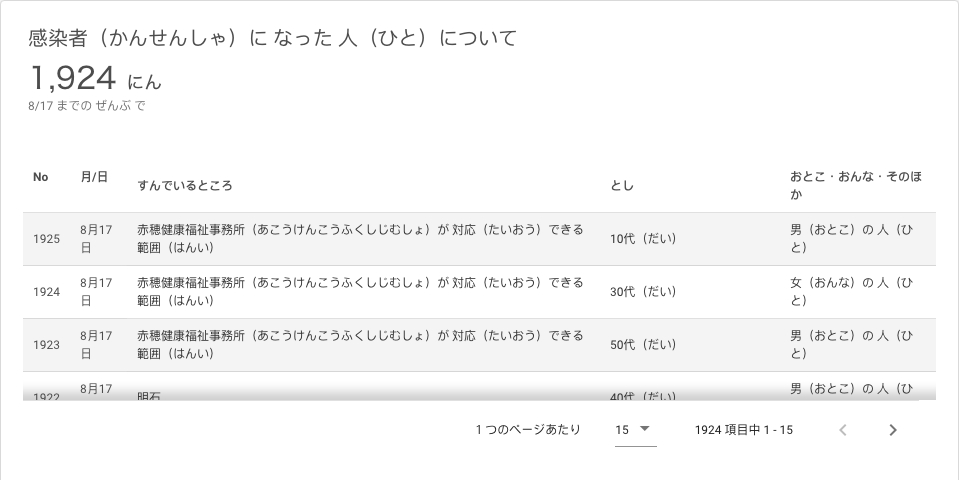 感染者（かんせんしゃ）に なった 人（ひと）について
1,924 にん
8/17 までの ぜんぶ で
No 月/日 すんでいるところ とし おとこ・おんな・そのほか
1925 8月17日 赤穂健康福祉事務所（あこうけんこうふくしじむしょ）が 対応（たいおう）できる範囲（はんい） 10代（だい） 男（おとこ）の 人（ひと）
1924 8月17日 赤穂健康福祉事務所（あこうけんこうふくしじむしょ）が 対応（たいおう）できる範囲（はんい） 30代（だい） 女（おんな）の 人（ひと）
1923 8月17日 赤穂健康福祉事務所（あこうけんこうふくしじむしょ）が 対応（たいおう）できる範囲（はんい） 50代（だい） 男（おとこ）の 人（ひと）
1922 8月17 明石 40代（だい） 男（おとこ）の 人（ひ
1 つのページあたり 15 1924 項目中 1 - 15